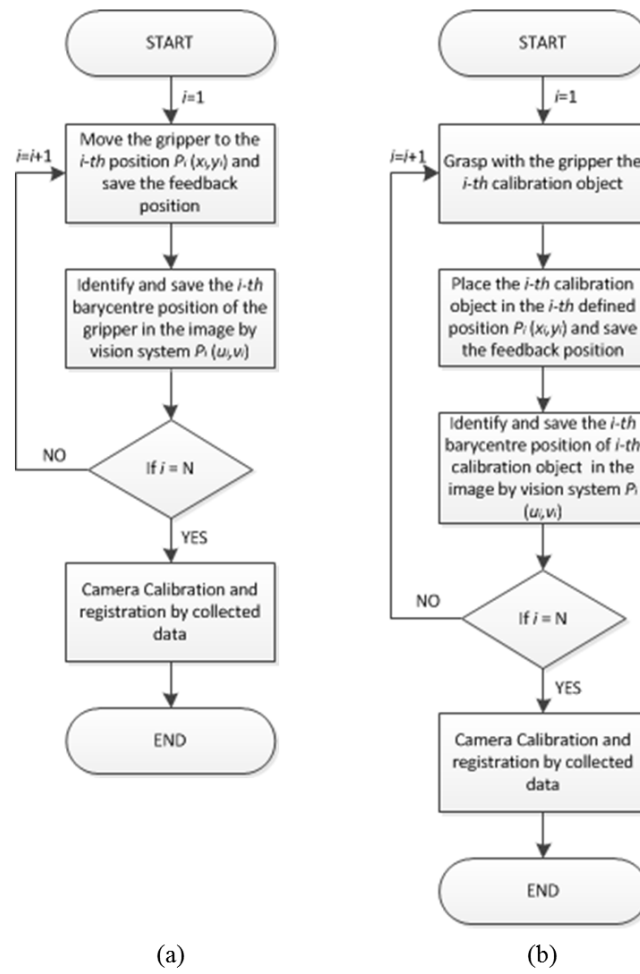 START
i=1
i=i+1
Move the gripper to the
i-th position Pi (xi,yi) and
save the feedback
position
Identify and save the i-th
barycentre position of the
gripper in the image by
vision system Pi (ui,vi)
If i = N
NO
YES
Camera Calibration and
registration by collected
data
END
(a)
START
i=1
i=i+1
Grasp with the gripper the
i-th calibration object
Place the i-th calibration
object in the i-th defined
position Pi (xi,yi) and save
the feedback position
Identify and save the i-th
barycentre position of i-th
calibration object in the
image by vision system Pi
(ui,vi)
If i = N
NO
YES
Camera Calibration and
registration by collected
data
END
(b)